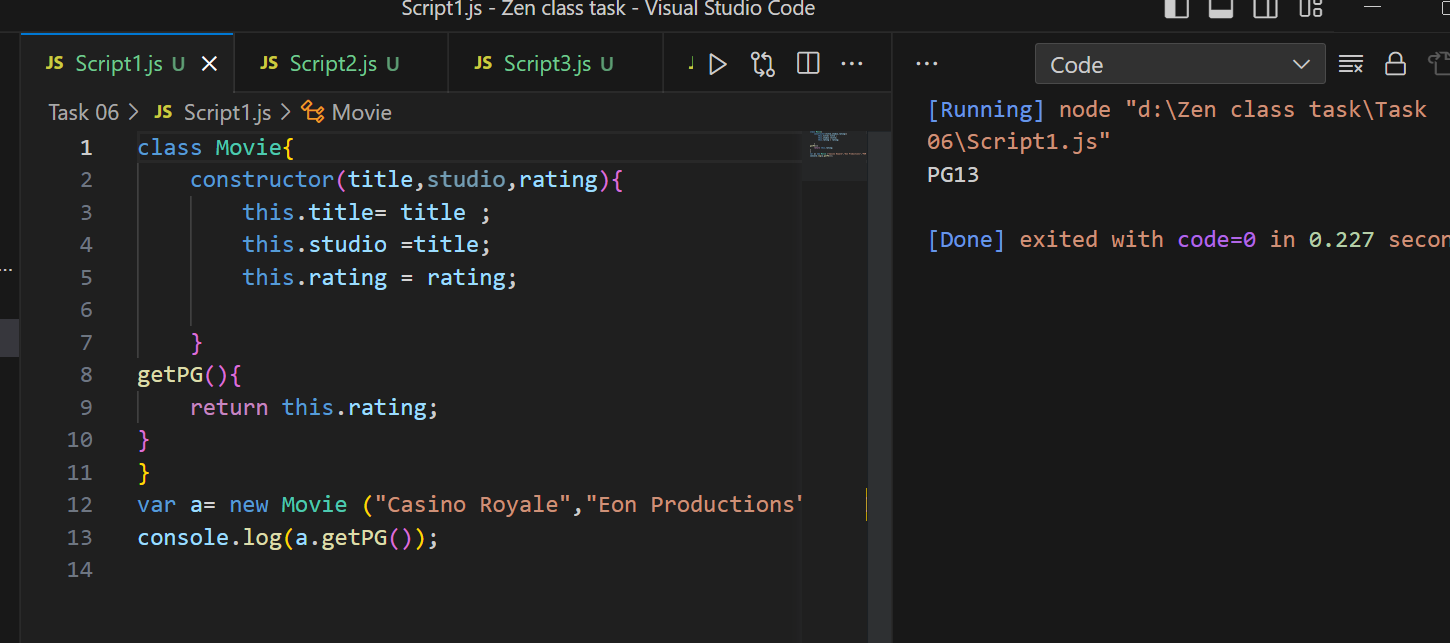 Script1.js - Zen class task - Visual Studio Code
JS Script1.js U JS Script2.js U JS Script3.js U
Task 06 > JS Script1.js > Movie
1 class Movie{
2 constructor(title,studio,rating){
3 this.title= title ;
4 this.studio =title;
5 this.rating = rating;
6
7 }
8 getPG(){
9 return this.rating;
10 }
11 }
12 var a= new Movie ("Casino Royale","Eon Productions"
13 console.log(a.getPG());
14
Code
[Running] node "d:\Zen class task\Task
06\Script1.js"
PG13
[Done] exited with code=0 in 0.227 secon